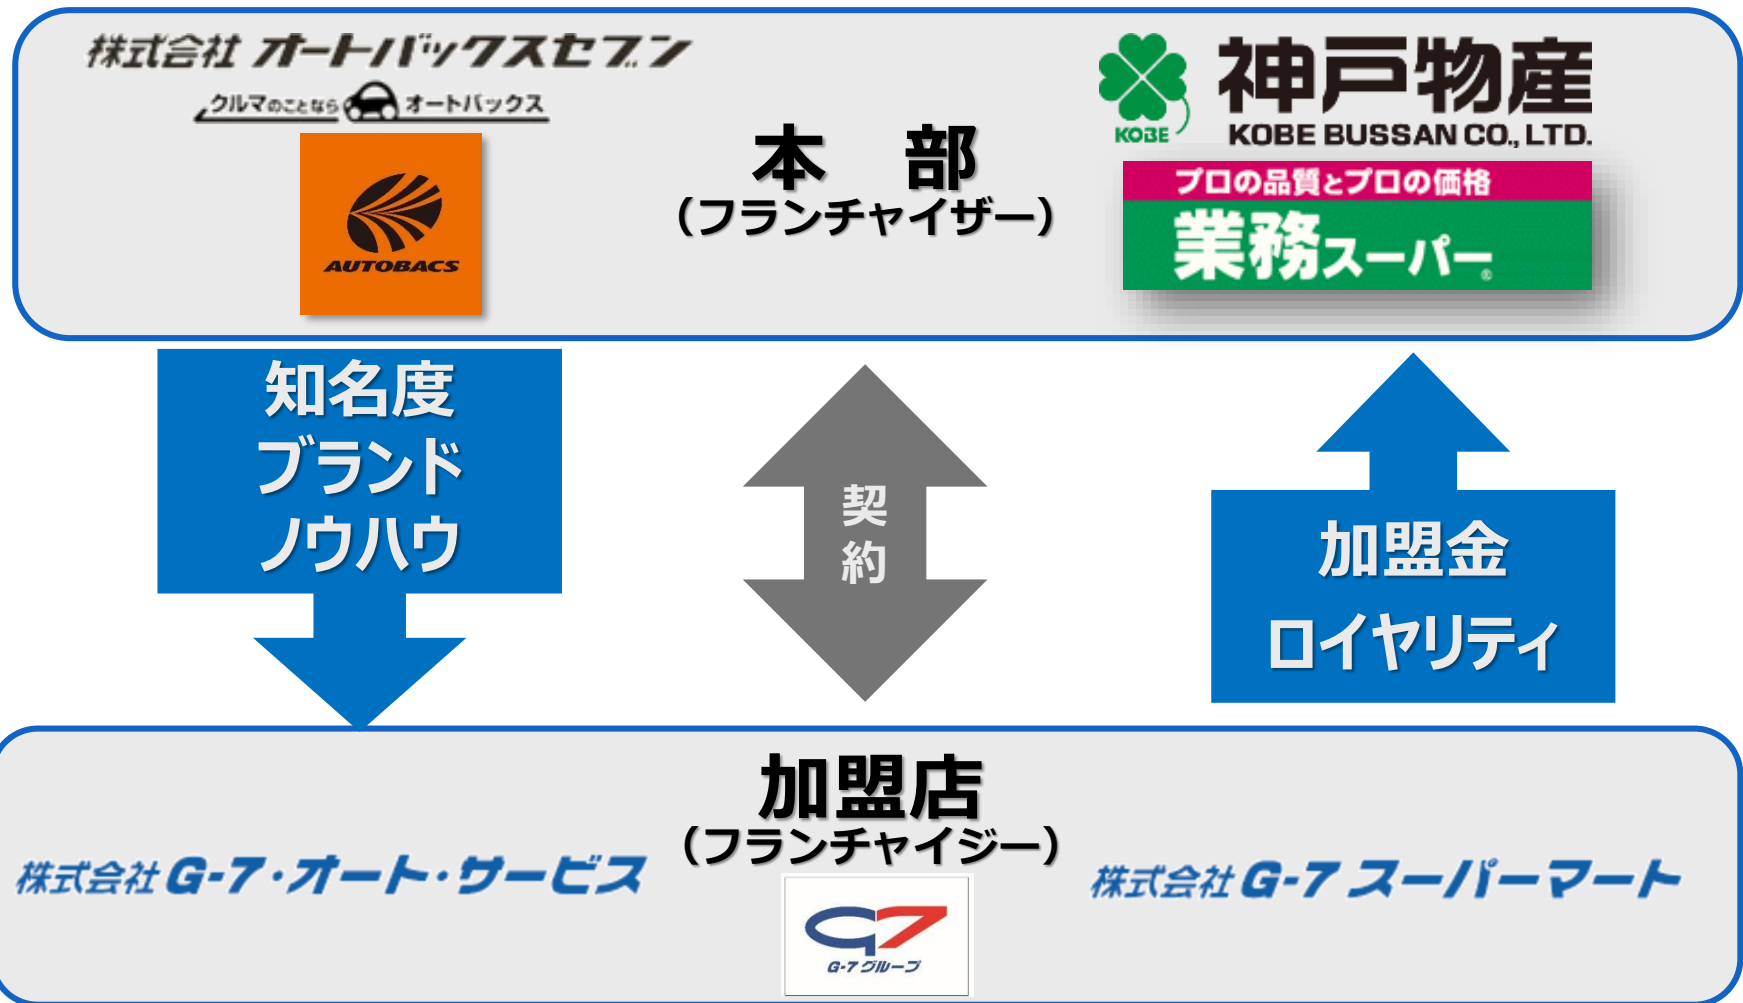 株式会社 オートバックスセブン
クルマのことなら オートバックス
AUTOBACS
本 部
（フランチャイザー）
神戸物産
KOBE
KOBE BUSSAN CO., LTD.
プロの品質とプロの価格
業務スーパー®
知名度
ブランド
ノウハウ
契
約
加盟金
ロイヤリティ
加盟店
（フランチャイジー）
株式会社 G-7・オート・サービス
G-7 グループ
株式会社 G-7 スーパーマート